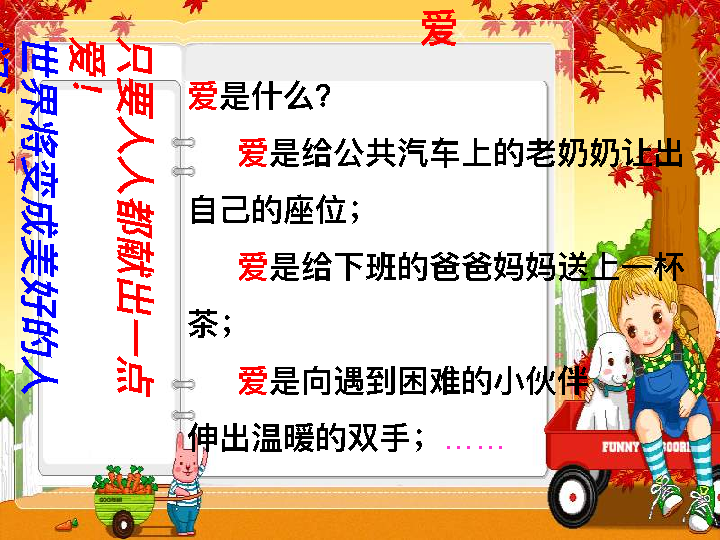 爱
爱是什么？
爱是给公共汽车上的老奶奶让出
自己的座位；
爱是给下班的爸爸妈妈送上一杯
茶；
爱是向遇到困难的小伙伴
伸出温暖的双手；……
只要人人都献出一点
爱！
世界将变成美好的人
FUNNY